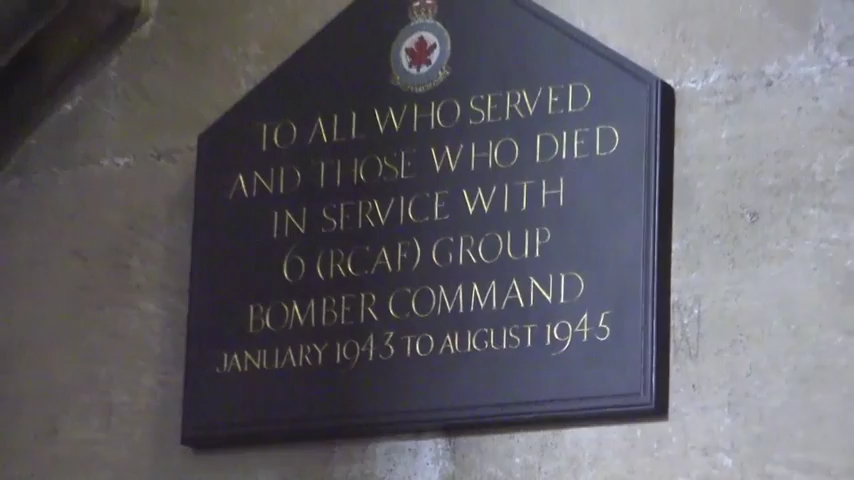 TO ALL WHO SERVED
AND THOSE WHO DIED
IN SERVICE WITH
6 (RCAF) GROUP
BOMBER COMMAND
JANUARY 1943 TO AUGUST 1945